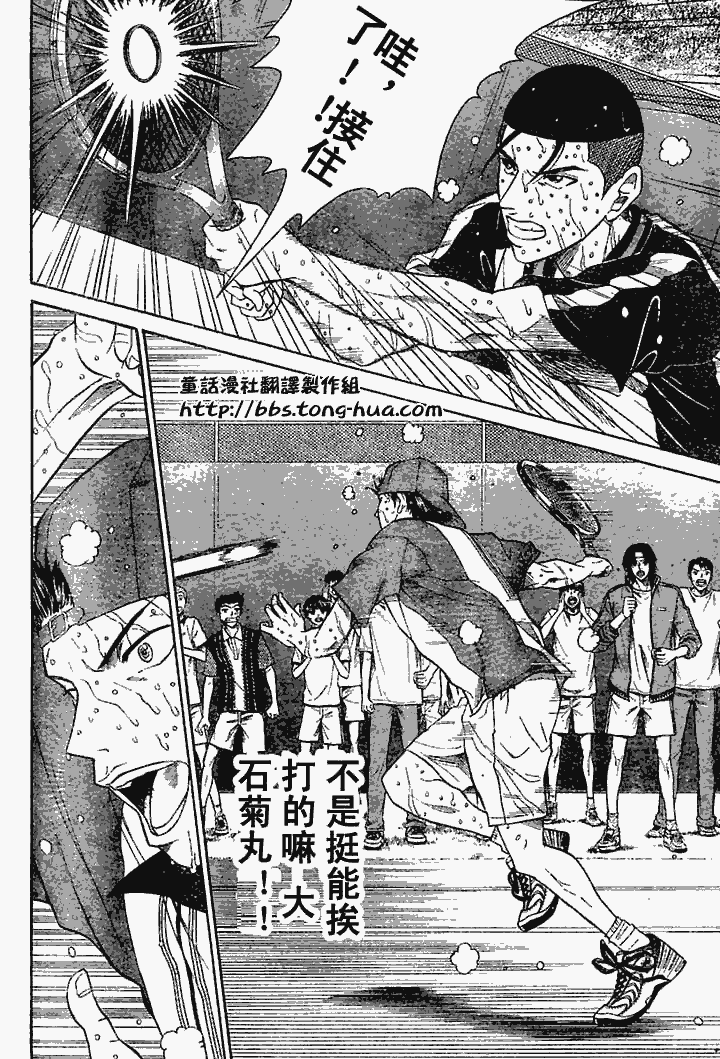 哇，接住
了！！
童話漫社翻譯製作組
http://bbs.tong-hua.com
不是挺能挨
打的嘛 大
石菊丸！！